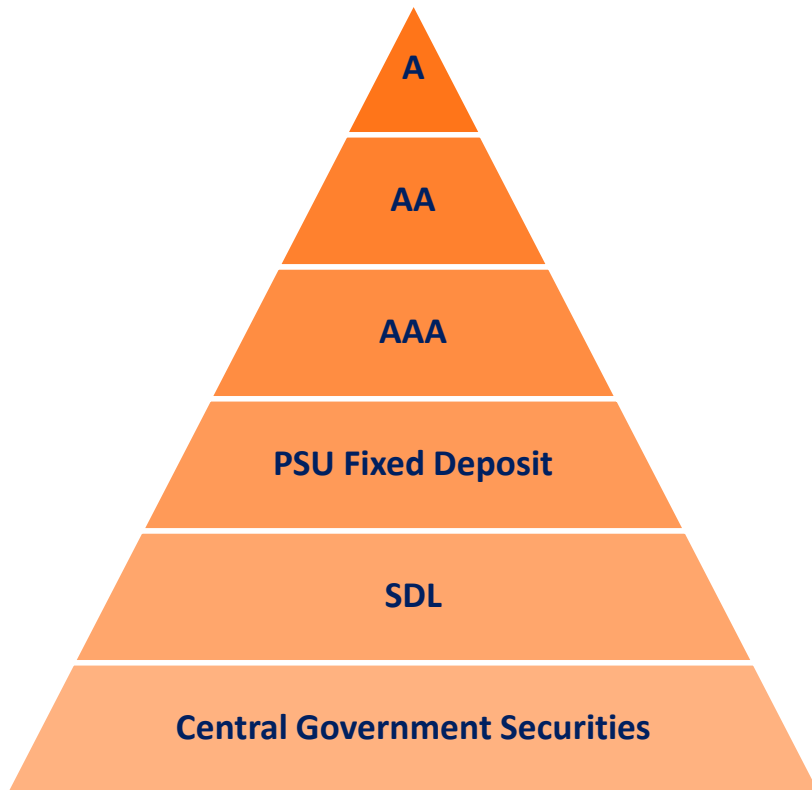 A
AA
AAA
PSU Fixed Deposit
SDL
Central Government Securities